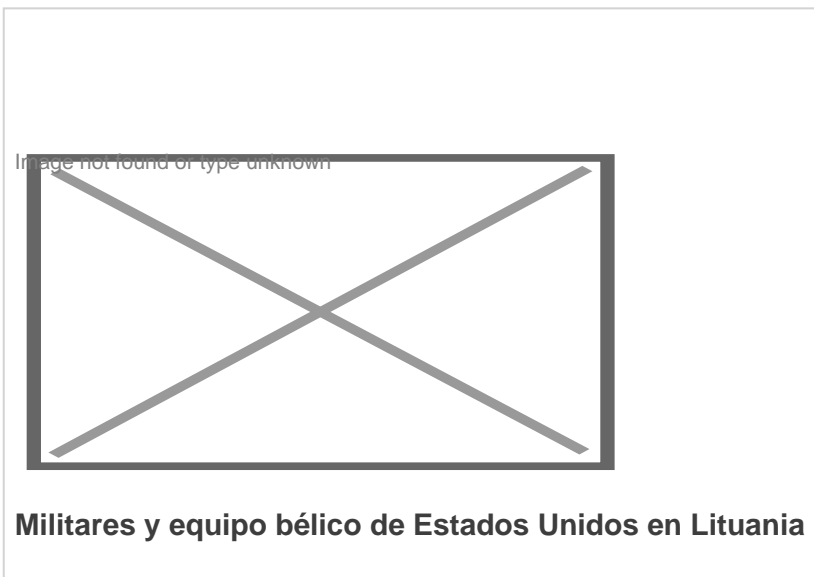 Image not found or type unknown
Militares y equipo bélico de Estados Unidos en Lituania